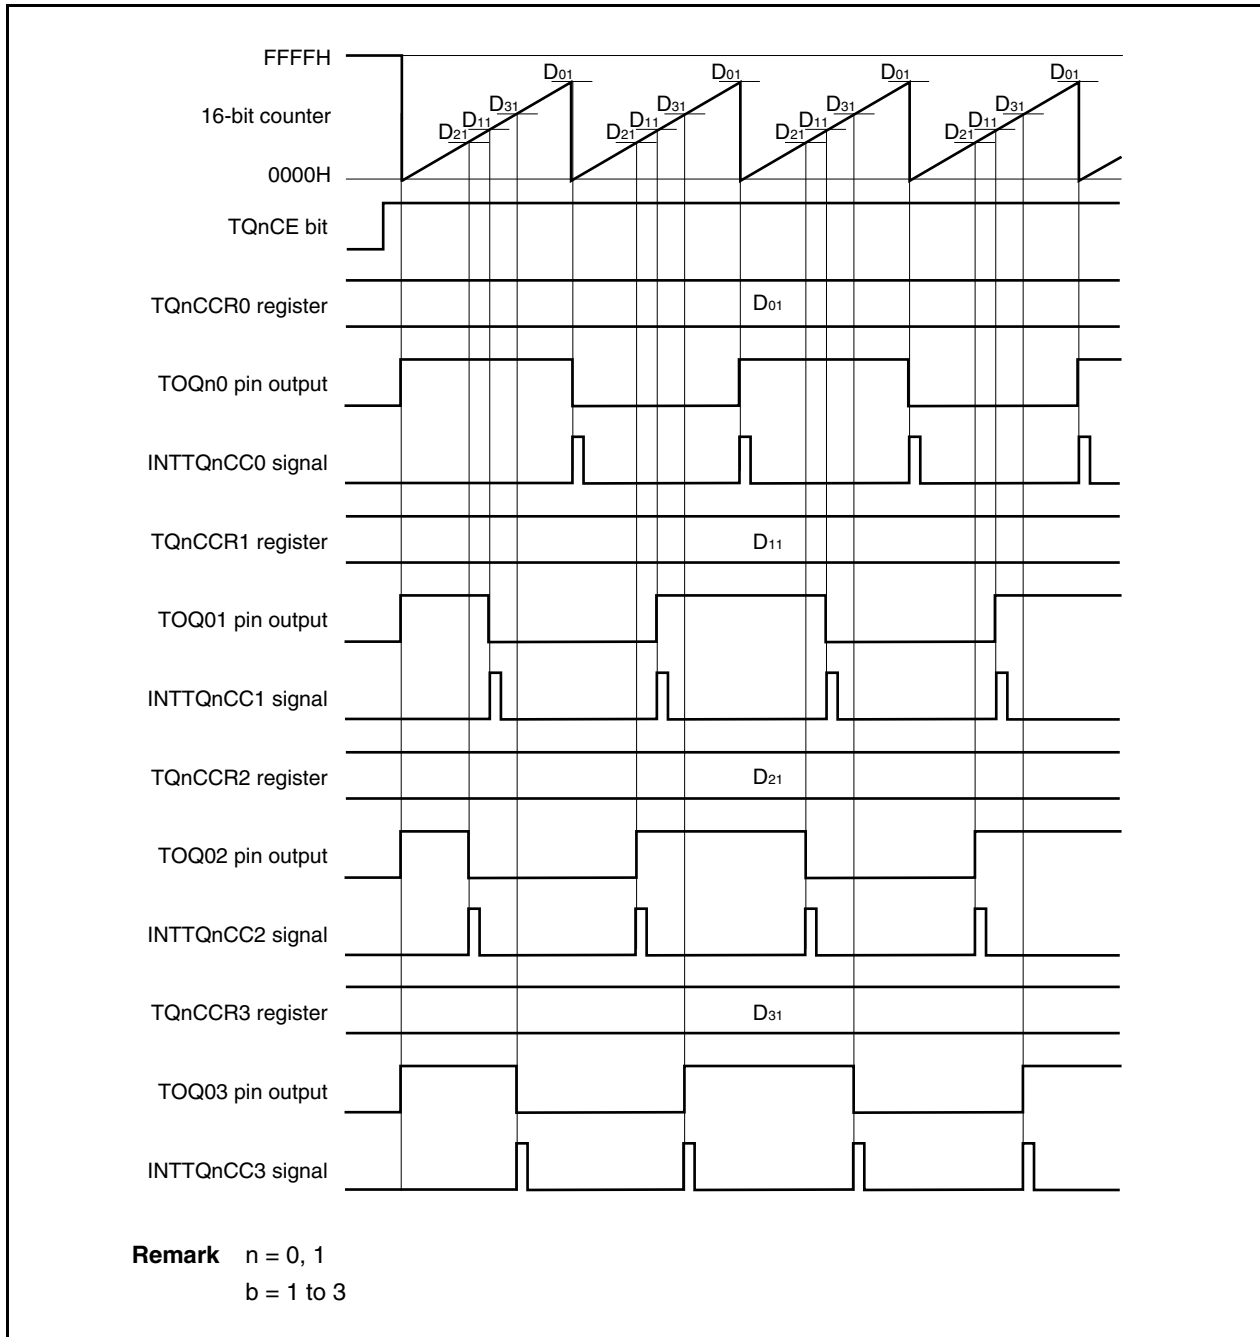 FFFFH
16-bit counter
0000H
D01 D01 D01 D01
D31 D31 D31 D31
D11 D11 D11 D11
D21 D21 D21 D21
TQnCE bit
TQnCCR0 register D01
TOQn0 pin output
INTTQnCC0 signal
TQnCCR1 register D11
TOQ01 pin output
INTTQnCC1 signal
TQnCCR2 register D21
TOQ02 pin output
INTTQnCC2 signal
TQnCCR3 register D31
TOQ03 pin output
INTTQnCC3 signal
Remark n = 0, 1
b = 1 to 3